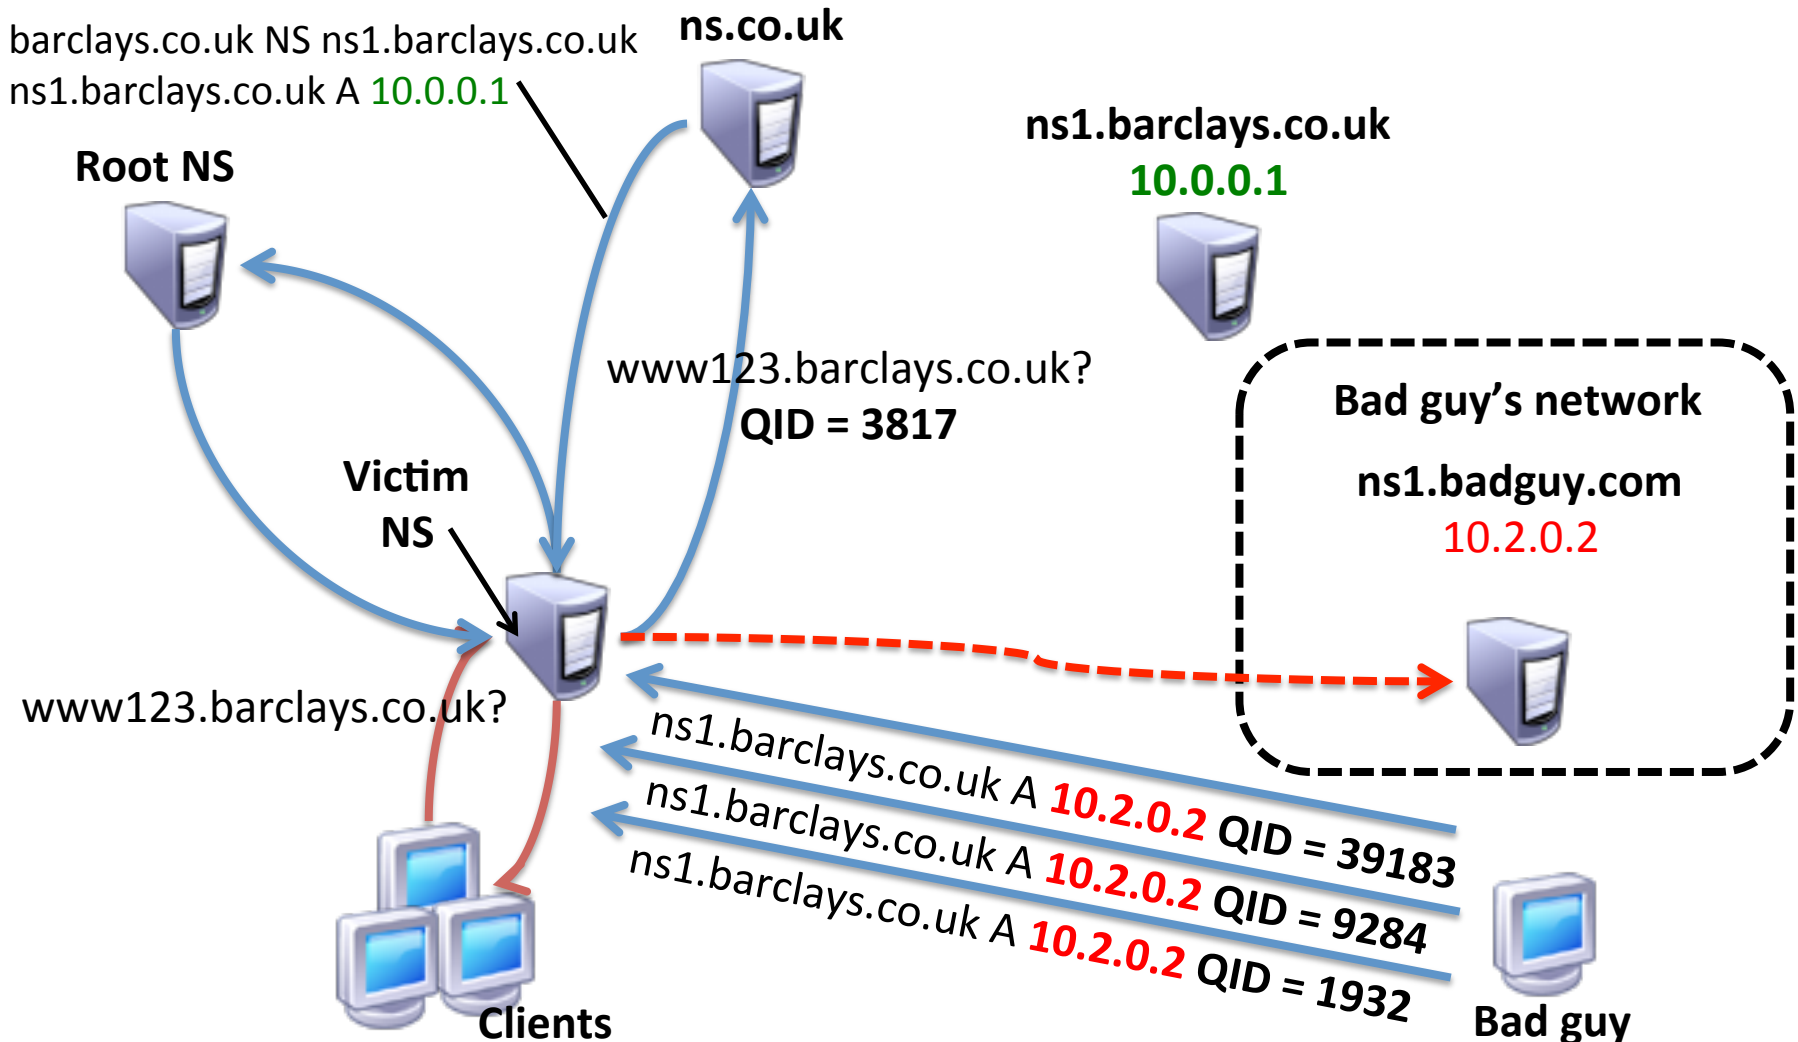 barclays.co.uk NS ns1.barclays.co.uk
ns1.barclays.co.uk A 10.0.0.1
ns.co.uk
ns1.barclays.co.uk
10.0.0.1
Root NS
www123.barclays.co.uk?
QID = 3817
Bad guy’s network
ns1.badguy.com
10.2.0.2
Victim
NS
www123.barclays.co.uk?
ns1.barclays.co.uk A 10.2.0.2 QID = 39183
ns1.barclays.co.uk A 10.2.0.2 QID = 9284
ns1.barclays.co.uk A 10.2.0.2 QID = 1932
Clients
Bad guy